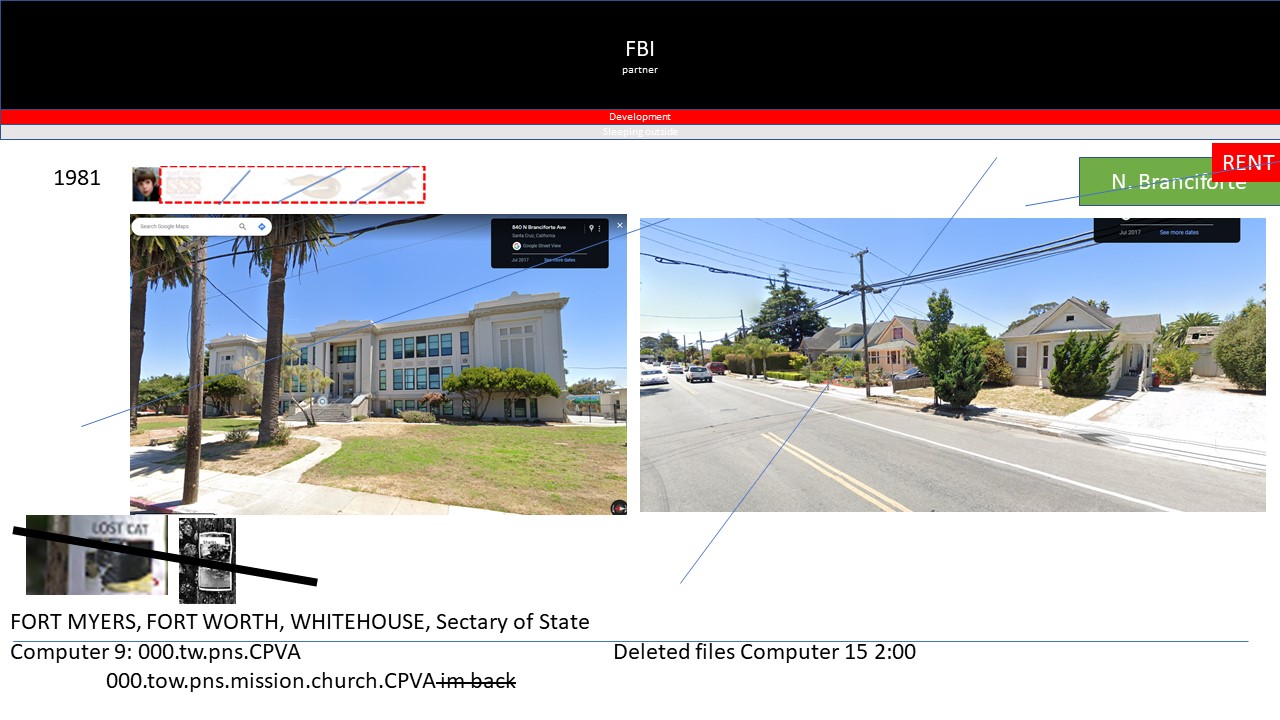 FBI
partner
Development
Sleeping outside
RENT
1981
N. Branciforte
$$$$
Search Google Maps
840 N Branciforte Ave
Santa Cruz, California
Google Street View
Jul 2017 See more dates
Jul 2017 See more dates
LOST CAT
FORT MYERS, FORT WORTH, WHITEHOUSE, Sectary of State
Computer 9: 000.tw.pns.CPVA
Deleted files Computer 15 2:00
000.tow.pns.mission.church.CPVA im back